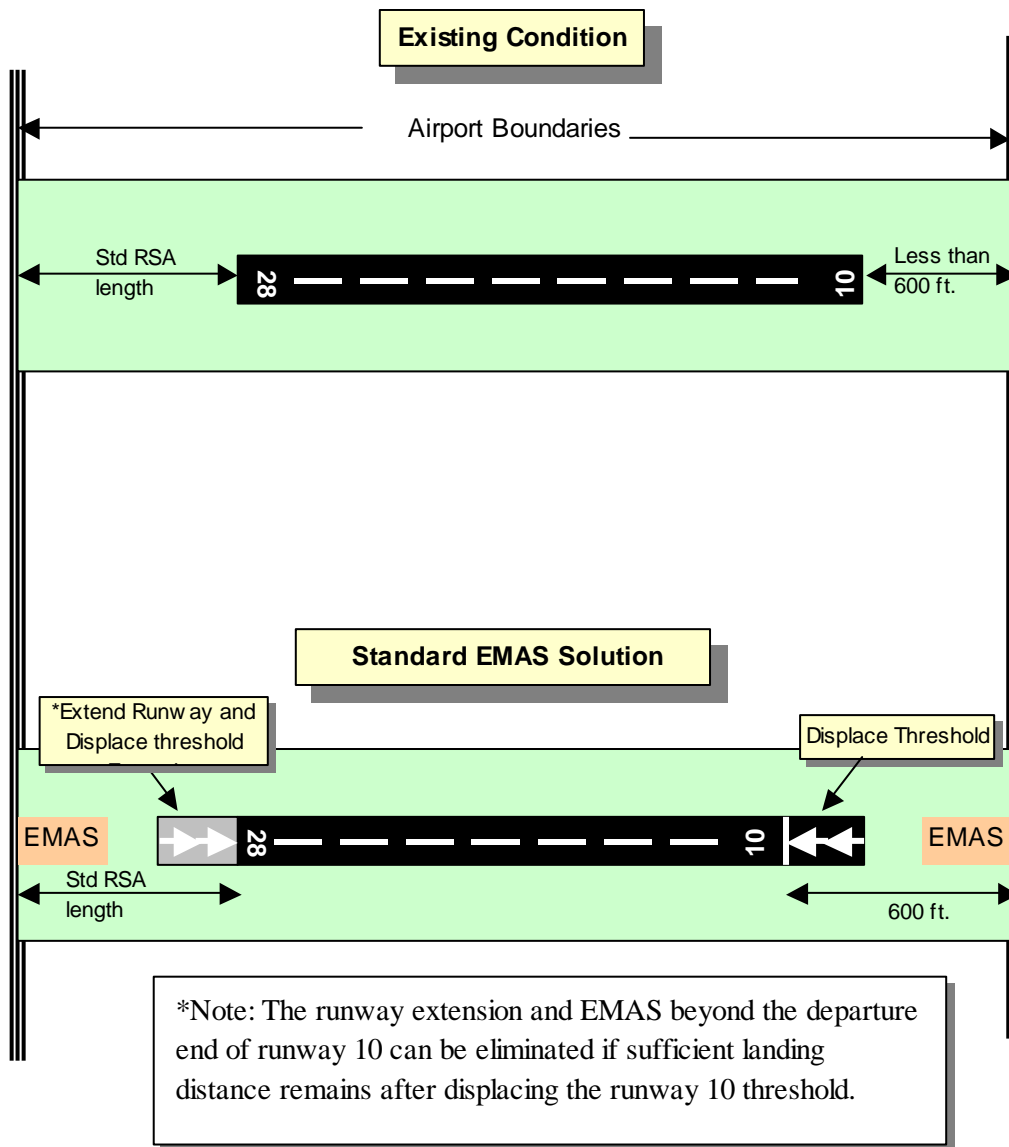 Existing Condition
Airport Boundaries
Std RSA
length
28
10
Less than
600 ft.
Standard EMAS Solution
*Extend Runway and
Displace threshold
Displace Threshold
EMAS
28
10
EMAS
Std RSA
length
600 ft.
*Note: The runway extension and EMAS beyond the departure
end of runway 10 can be eliminated if sufficient landing
distance remains after displacing the runway 10 threshold.